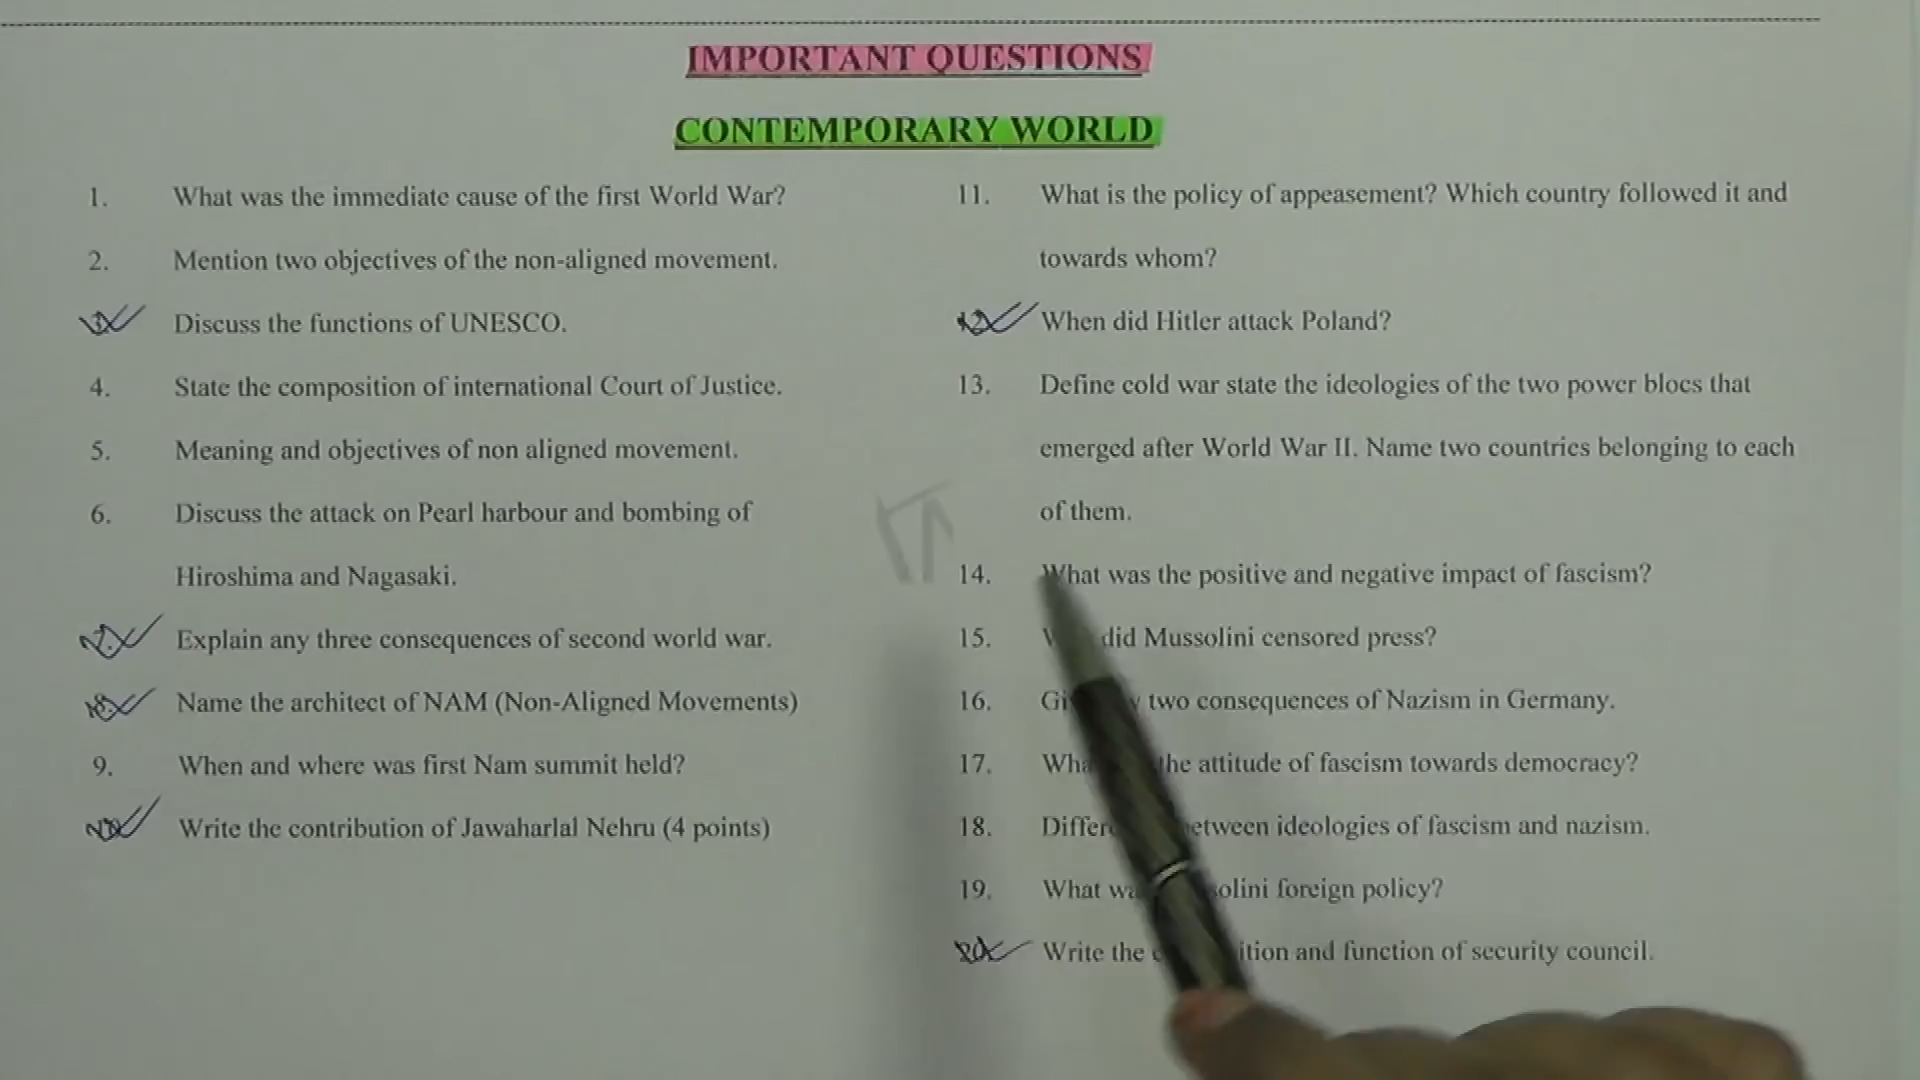 IMPORTANT QUESTIONS
CONTEMPORARY WORLD
1. What was the immediate cause of the first World War?
2. Mention two objectives of the non-aligned movement.
3. Discuss the functions of UNESCO.
4. State the composition of international Court of Justice.
5. Meaning and objectives of non aligned movement.
6. Discuss the attack on Pearl harbour and bombing of
Hiroshima and Nagasaki.
7. Explain any three consequences of second world war.
8. Name the architect of NAM (Non-Aligned Movements)
9. When and where was first Nam summit held?
10. Write the contribution of Jawaharlal Nehru (4 points)
11. What is the policy of appeasement? Which country followed it and
towards whom?
12. When did Hitler attack Poland?
13. Define cold war state the ideologies of the two power blocs that
emerged after World War II. Name two countries belonging to each
of them.
14. What was the positive and negative impact of fascism?
15. did Mussolini censored press?
16. two consequences of Nazism in Germany.
17. the attitude of fascism towards democracy?
18. between ideologies of fascism and nazism.
19. What foreign policy?
20. Write the and function of security council.